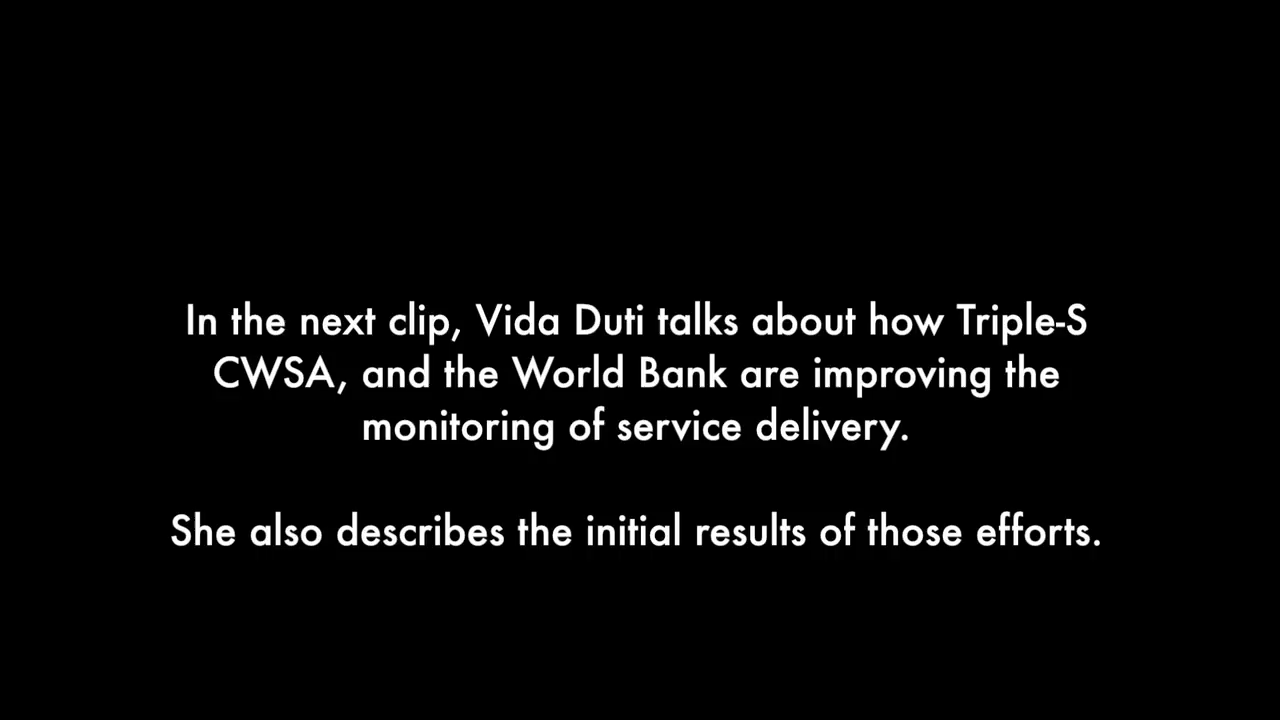 In the next clip, Vida Duti talks about how Triple-S
CWSA, and the World Bank are improving the
monitoring of service delivery.
She also describes the initial results of those efforts.